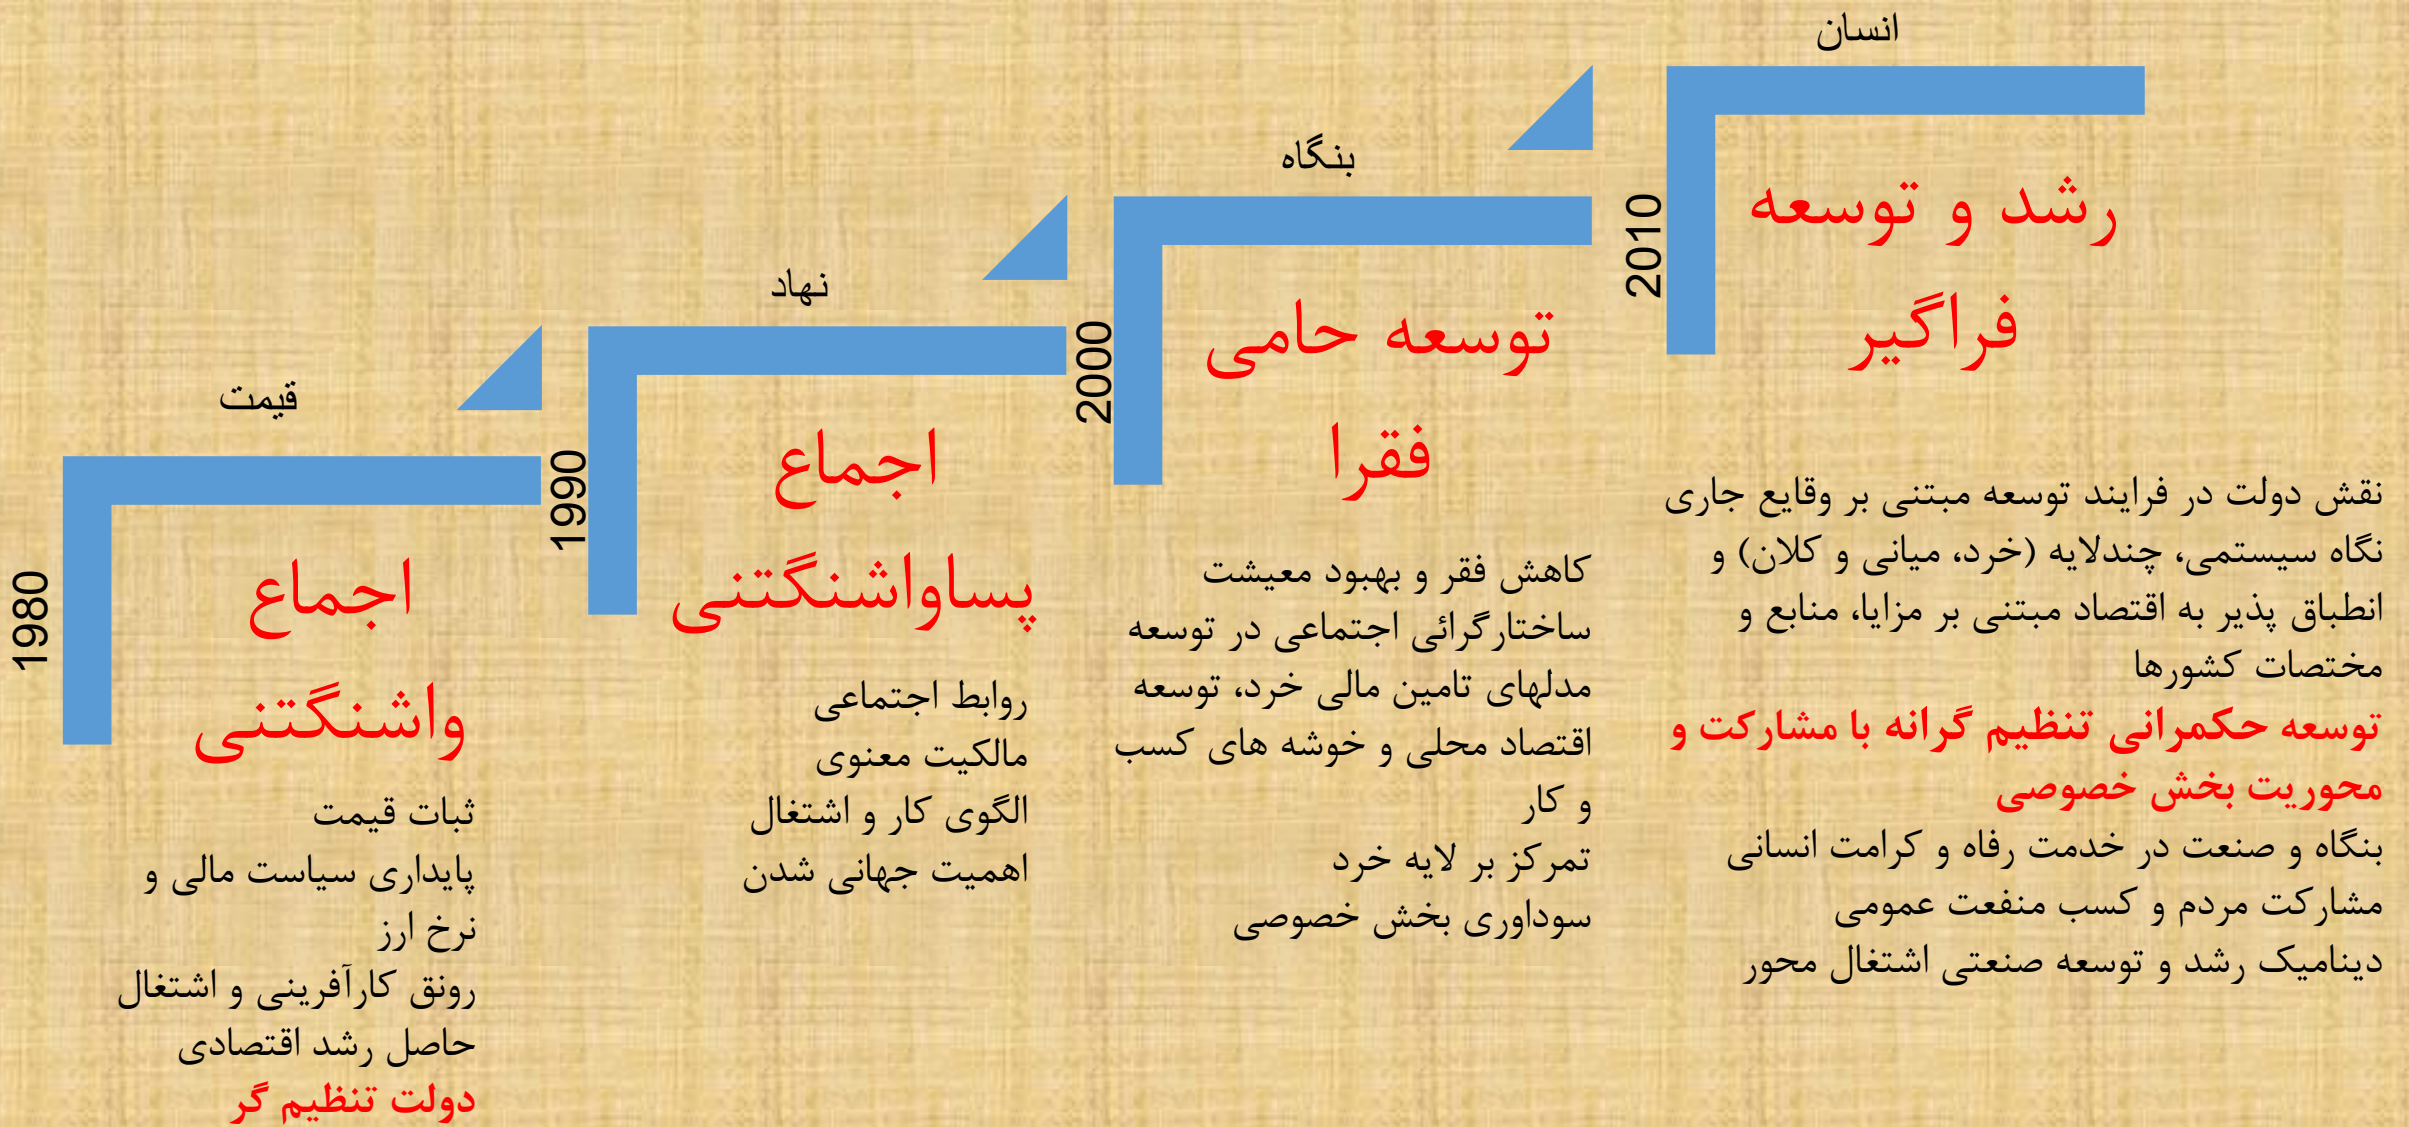 قیمت
1980
اجماع
واشنگتنی
ثبات قیمت
پایداری سیاست مالی و
نرخ ارز
رونق کارآفرینی و اشتغال
حاصل رشد اقتصادی
دولت تنظیم گر
نهاد
1990
اجماع
پساواشنگتنی
روابط اجتماعی
مالکیت معنوی
الگوی کار و اشتغال
اهمیت جهانی شدن
بنگاه
2000
توسعه حامی
فقرا
کاهش فقر و بهبود معیشت
ساختارگرائی اجتماعی در توسعه
مدلهای تامین مالی خرد، توسعه
اقتصاد محلی و خوشه های کسب
و کار
تمرکز بر لایه خرد
سوداوری بخش خصوصی
انسان
2010
رشد و توسعه
فراگیر
نقش دولت در فرایند توسعه مبتنی بر وقایع جاری
نگاه سیستمی، چندلایه (خرد، میانی و کلان) و
انطباق پذیر به اقتصاد مبتنی بر مزایا، منابع و
مختصات کشورها
توسعه حکمرانی تنظیم گرانه با مشارکت و
محوریت بخش خصوصی
بنگاه و صنعت در خدمت رفاه و کرامت انسانی
مشارکت مردم و کسب منفعت عمومی
دینامیک رشد و توسعه صنعتی اشتغال محور